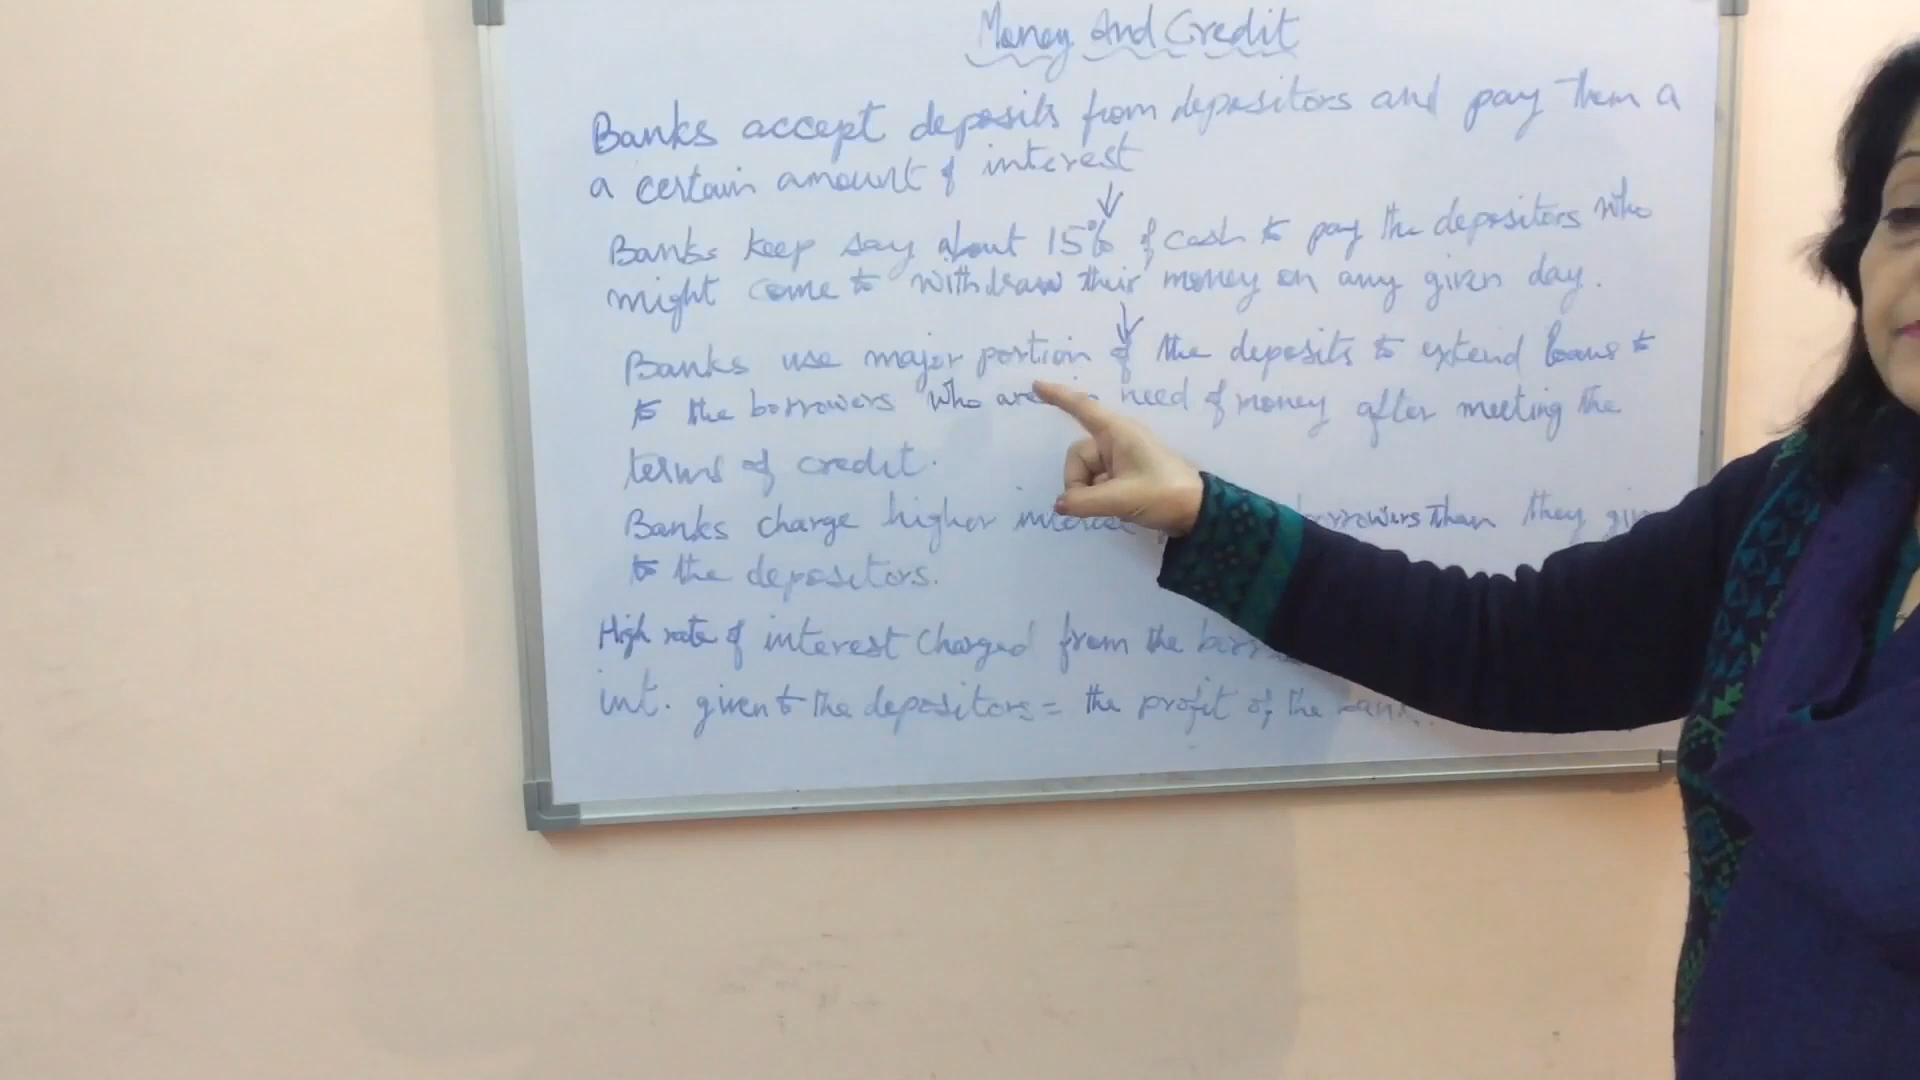 Money And Credit
Banks accept deposits from depositors and pay them a
a certain amount of interest
Banks keep say about 15% of cash to pay the depositors who
might come to withdraw their money on any given day.
Banks use major portion of the deposits to extend loans to
to the borrowers who are need of money after meeting the
terms of credit.
Banks charge higher borrowers than they
to the depositors.
High rate of interest charged from the
int. given to the depositors = the profit of the